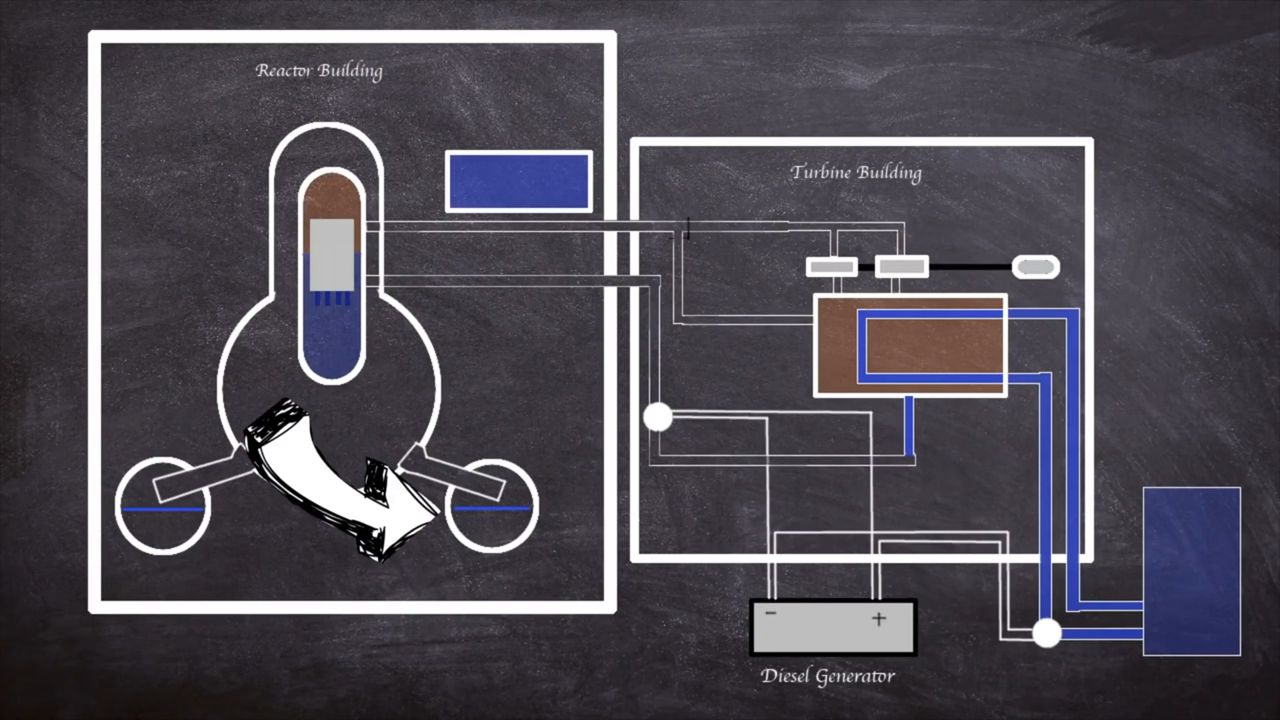 Reactor Building
Turbine Building
− +
Diesel Generator